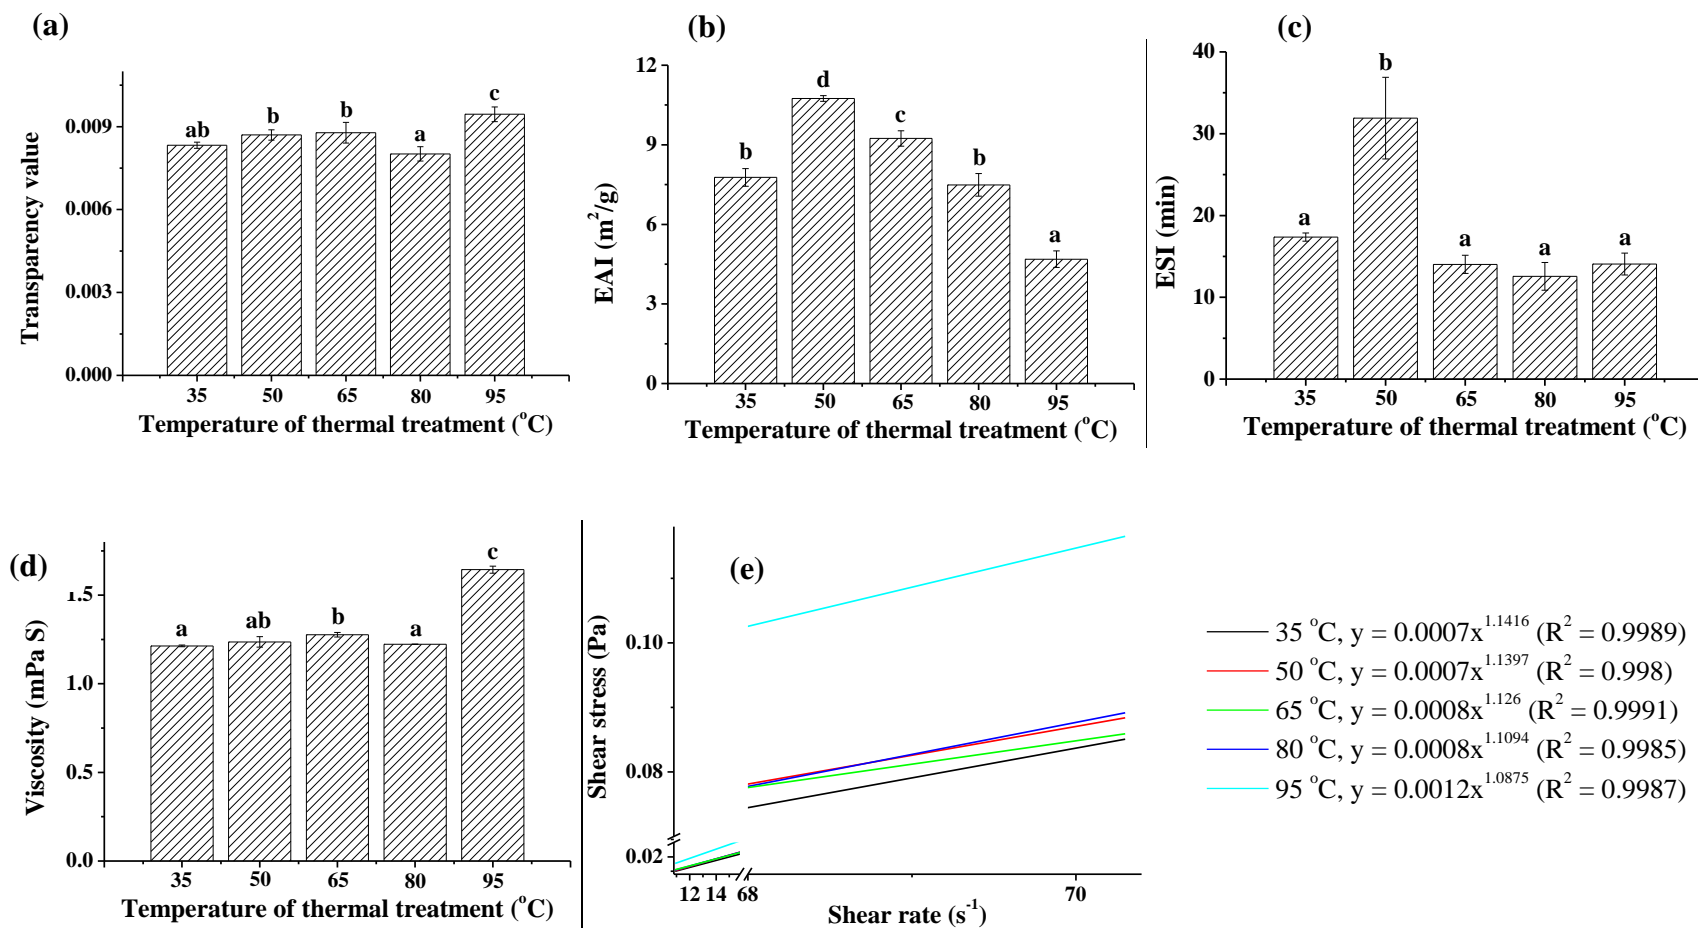 (a)
Transparency value
0.009
0.006
0.003
0.000
ab
b
b
a
c
35
50
65
80
95
Temperature of thermal treatment (°C)
(b)
EAI (m²/g)
12
9
6
3
0
b
d
c
b
a
35
50
65
80
95
Temperature of thermal treatment (°C)
(c)
ESI (min)
40
30
20
10
0
a
b
a
a
a
35
50
65
80
95
Temperature of thermal treatment (°C)
(d)
Viscosity (mPa S)
1.5
1.0
0.5
0.0
a
ab
b
a
c
35
50
65
80
95
Temperature of thermal treatment (°C)
(e)
Shear stress (Pa)
0.10
0.08
0.02
12
14
68
70
Shear rate (s⁻¹)
35 °C, y = 0.0007x^1.1416 (R² = 0.9989)
50 °C, y = 0.0007x^1.1397 (R² = 0.998)
65 °C, y = 0.0008x^1.126 (R² = 0.9991)
80 °C, y = 0.0008x^1.1094 (R² = 0.9985)
95 °C, y = 0.0012x^1.0875 (R² = 0.9987)